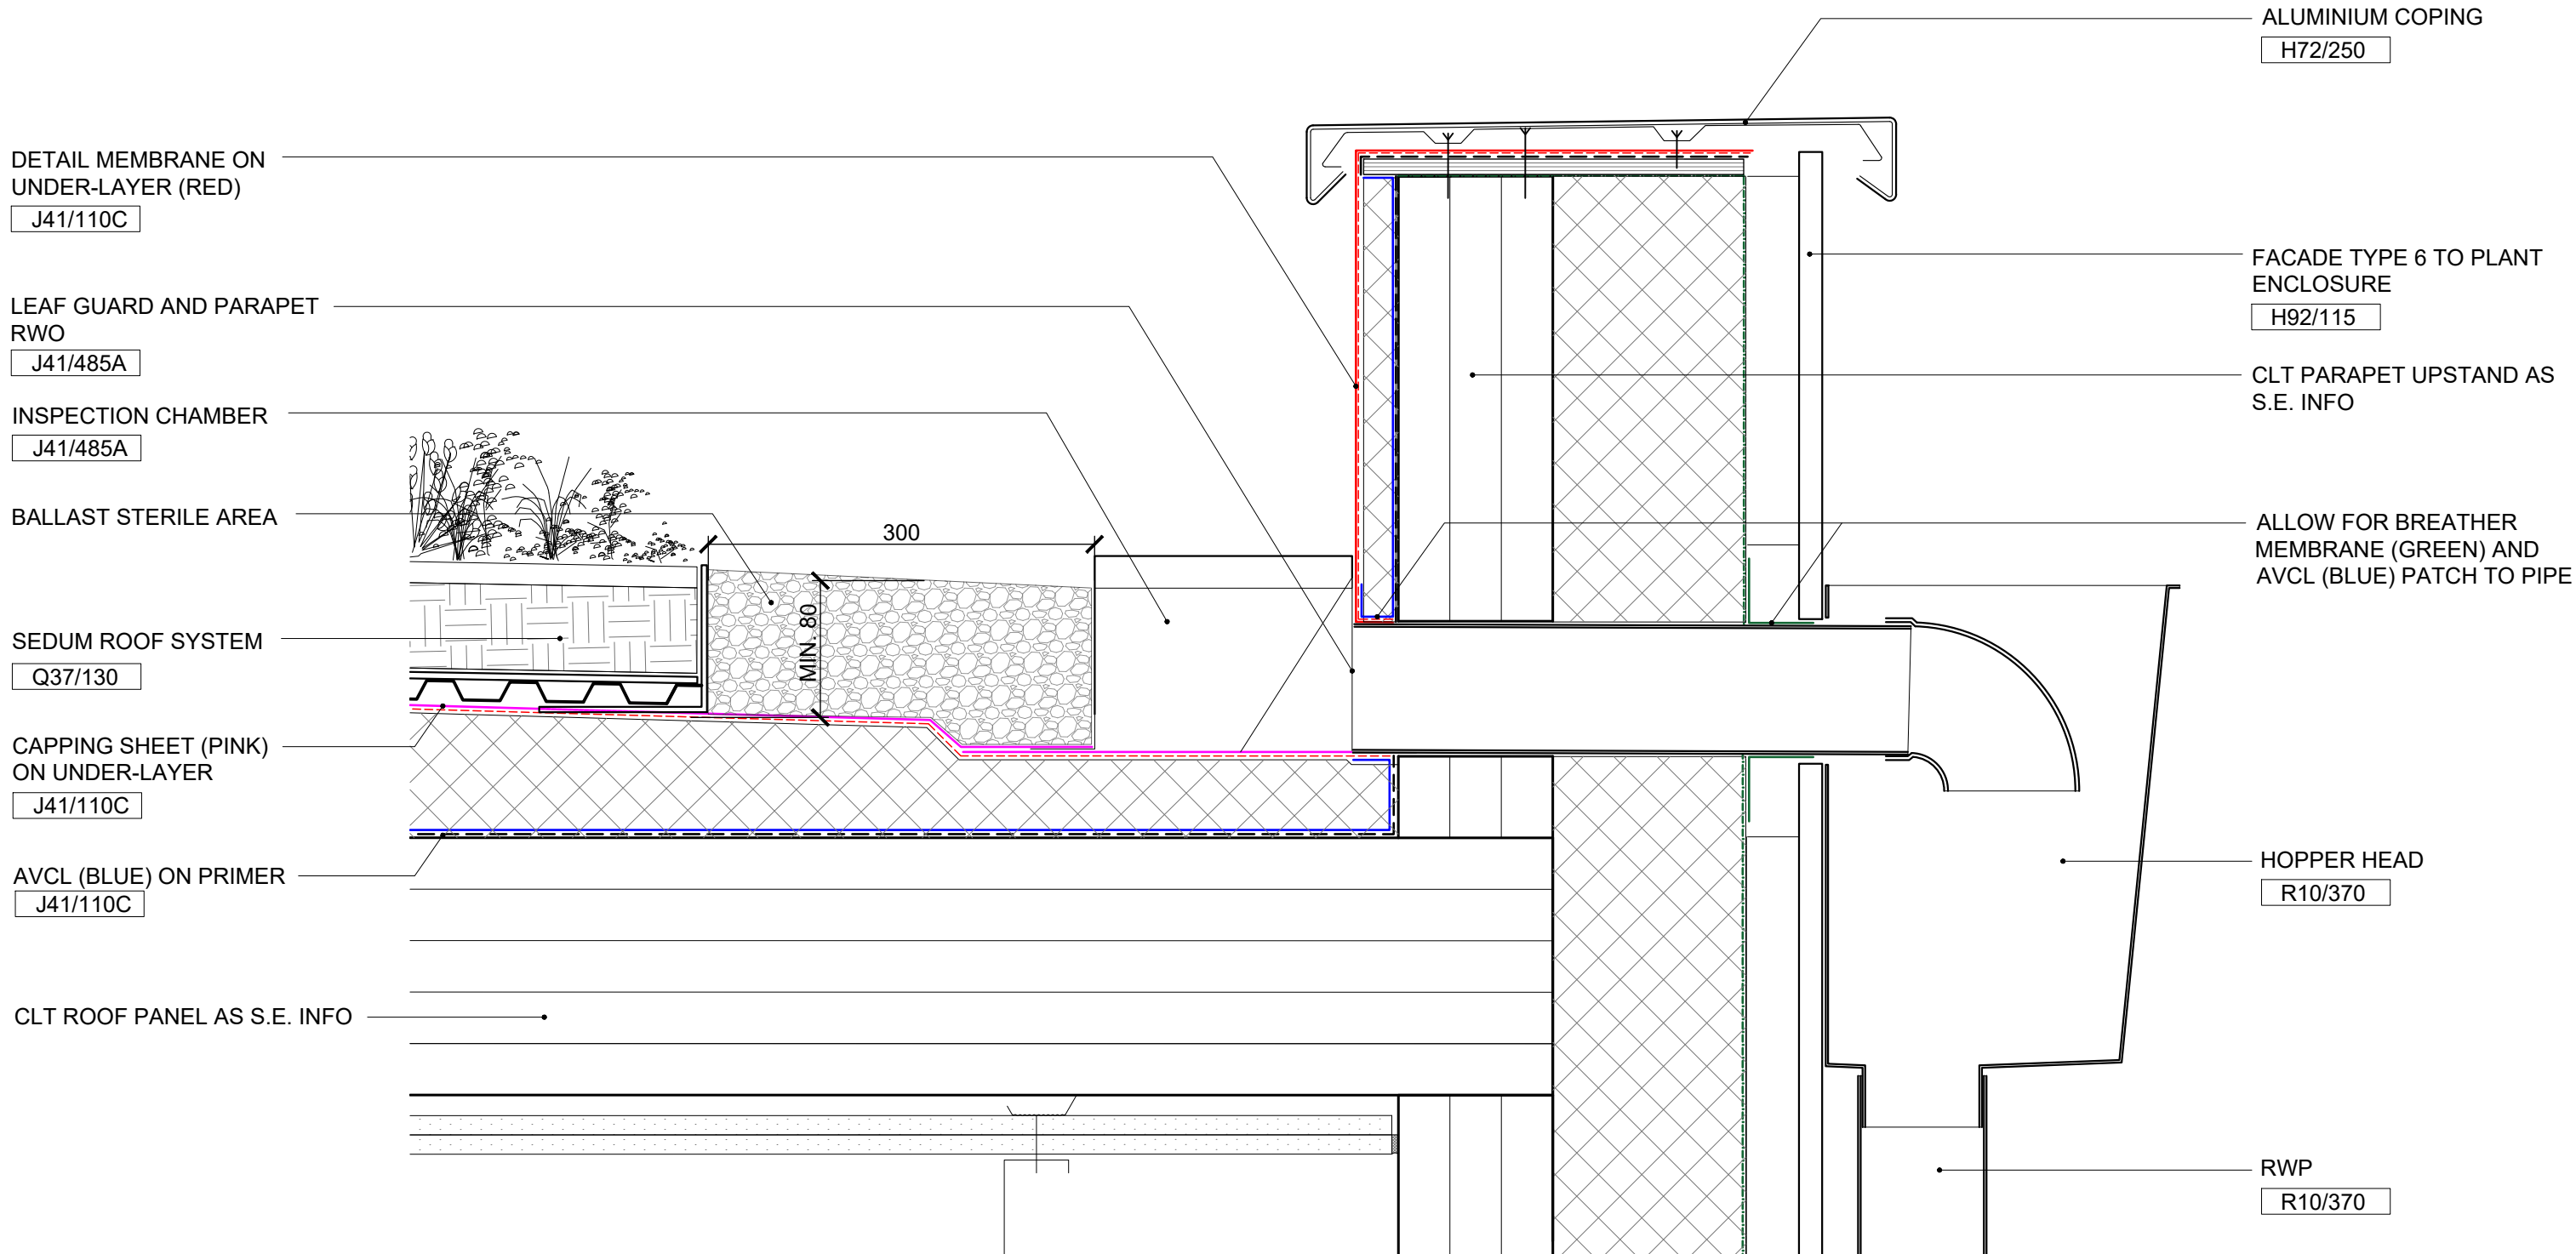 DETAIL MEMBRANE ON
UNDER-LAYER (RED)
J41/110C
LEAF GUARD AND PARAPET
RWO
J41/485A
INSPECTION CHAMBER
J41/485A
BALLAST STERILE AREA
SEDUM ROOF SYSTEM
Q37/130
CAPPING SHEET (PINK)
ON UNDER-LAYER
J41/110C
AVCL (BLUE) ON PRIMER
J41/110C
CLT ROOF PANEL AS S.E. INFO
300
MIN. 80
ALUMINIUM COPING
H72/250
FACADE TYPE 6 TO PLANT
ENCLOSURE
H92/115
CLT PARAPET UPSTAND AS
S.E. INFO
ALLOW FOR BREATHER
MEMBRANE (GREEN) AND
AVCL (BLUE) PATCH TO PIPE
HOPPER HEAD
R10/370
RWP
R10/370